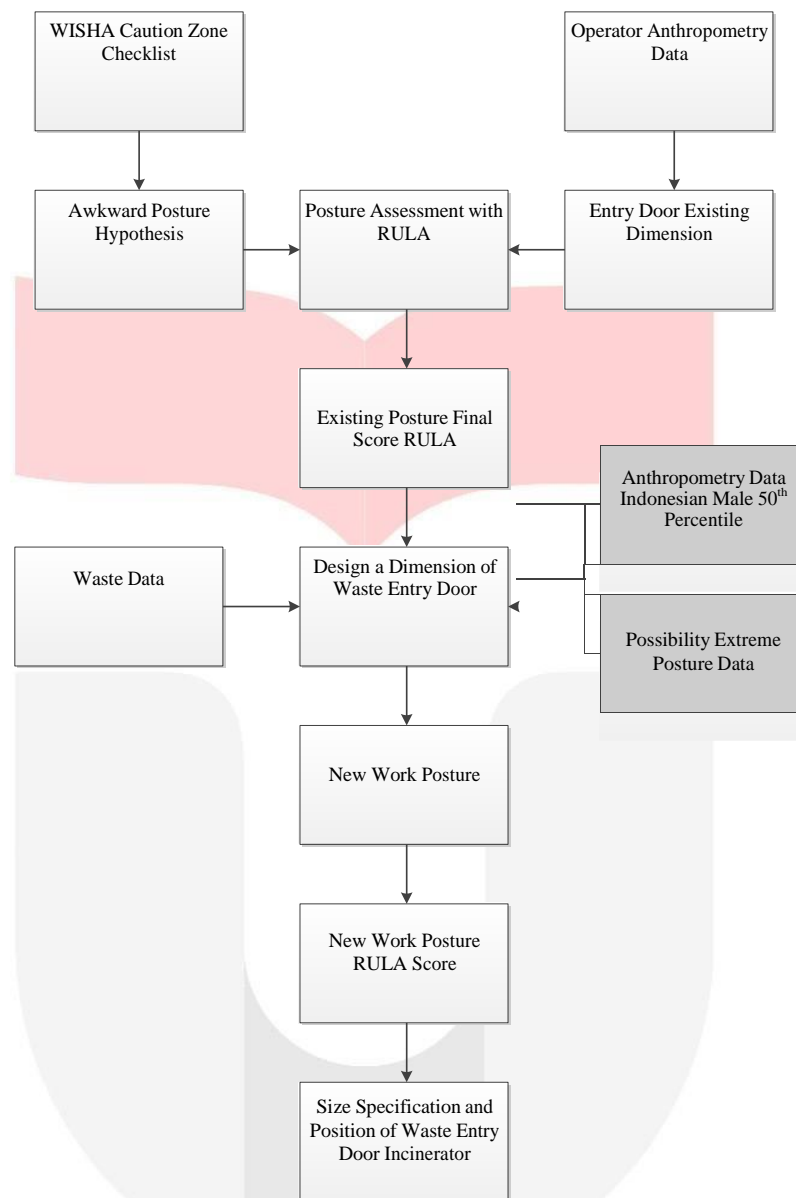 WISHA Caution Zone
Checklist
Operator Anthropometry
Data
Awkward Posture
Hypothesis
Posture Assessment with
RULA
Entry Door Existing
Dimension
Existing Posture Final
Score RULA
Anthropometry Data
Indonesian Male 50th
Percentile
Waste Data
Design a Dimension of
Waste Entry Door
Possibility Extreme
Posture Data
New Work Posture
New Work Posture
RULA Score
Size Specification and
Position of Waste Entry
Door Incinerator